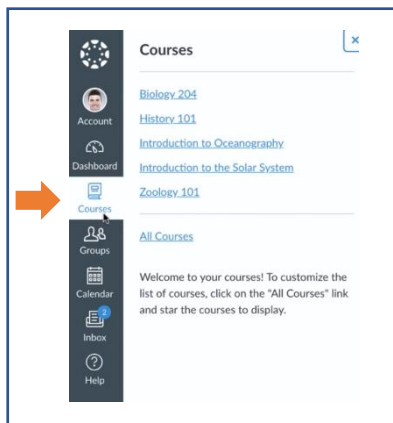 Courses
×
Biology 204
History 101
Introduction to Oceanography
Introduction to the Solar System
Zoology 101
All Courses
Welcome to your courses! To customize the
list of courses, click on the "All Courses" link
and star the courses to display.
Account
Dashboard
Courses
Groups
Calendar
2
Inbox
?
Help